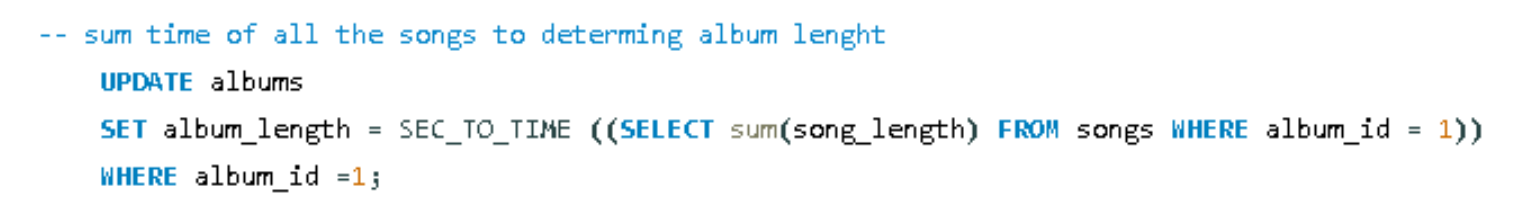 -- sum time of all the songs to determing album lenght
UPDATE albums
SET album_length = SEC_TO_TIME ((SELECT sum(song_length) FROM songs WHERE album_id = 1))
WHERE album_id =1;